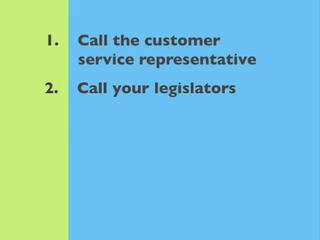 1. Call the customer
service representative
2. Call your legislators